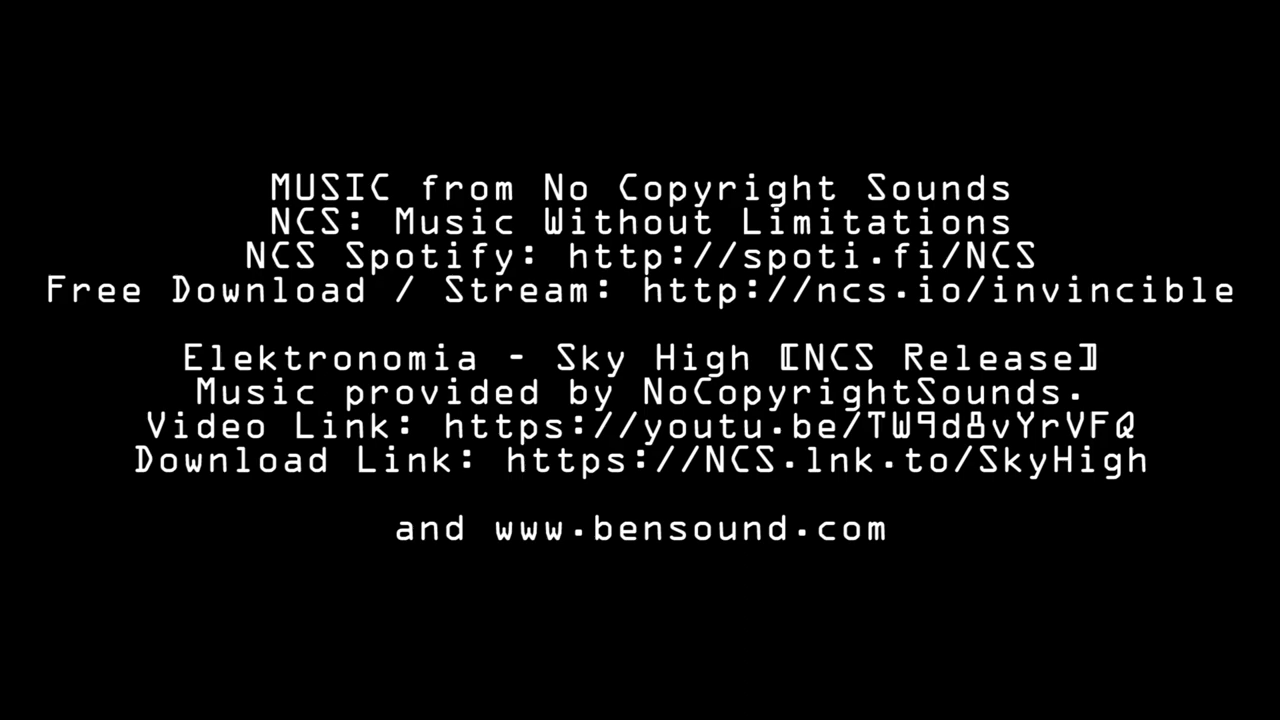 MUSIC from No Copyright Sounds
NCS: Music Without Limitations
NCS Spotify: http://spoti.fi/NCS
Free Download / Stream: http://ncs.io/invincible
Elektronomia - Sky High [NCS Release]
Music provided by NoCopyrightSounds.
Video Link: https://youtu.be/TW9d8vYrVFQ
Download Link: https://NCS.lnk.to/SkyHigh
and www.bensound.com